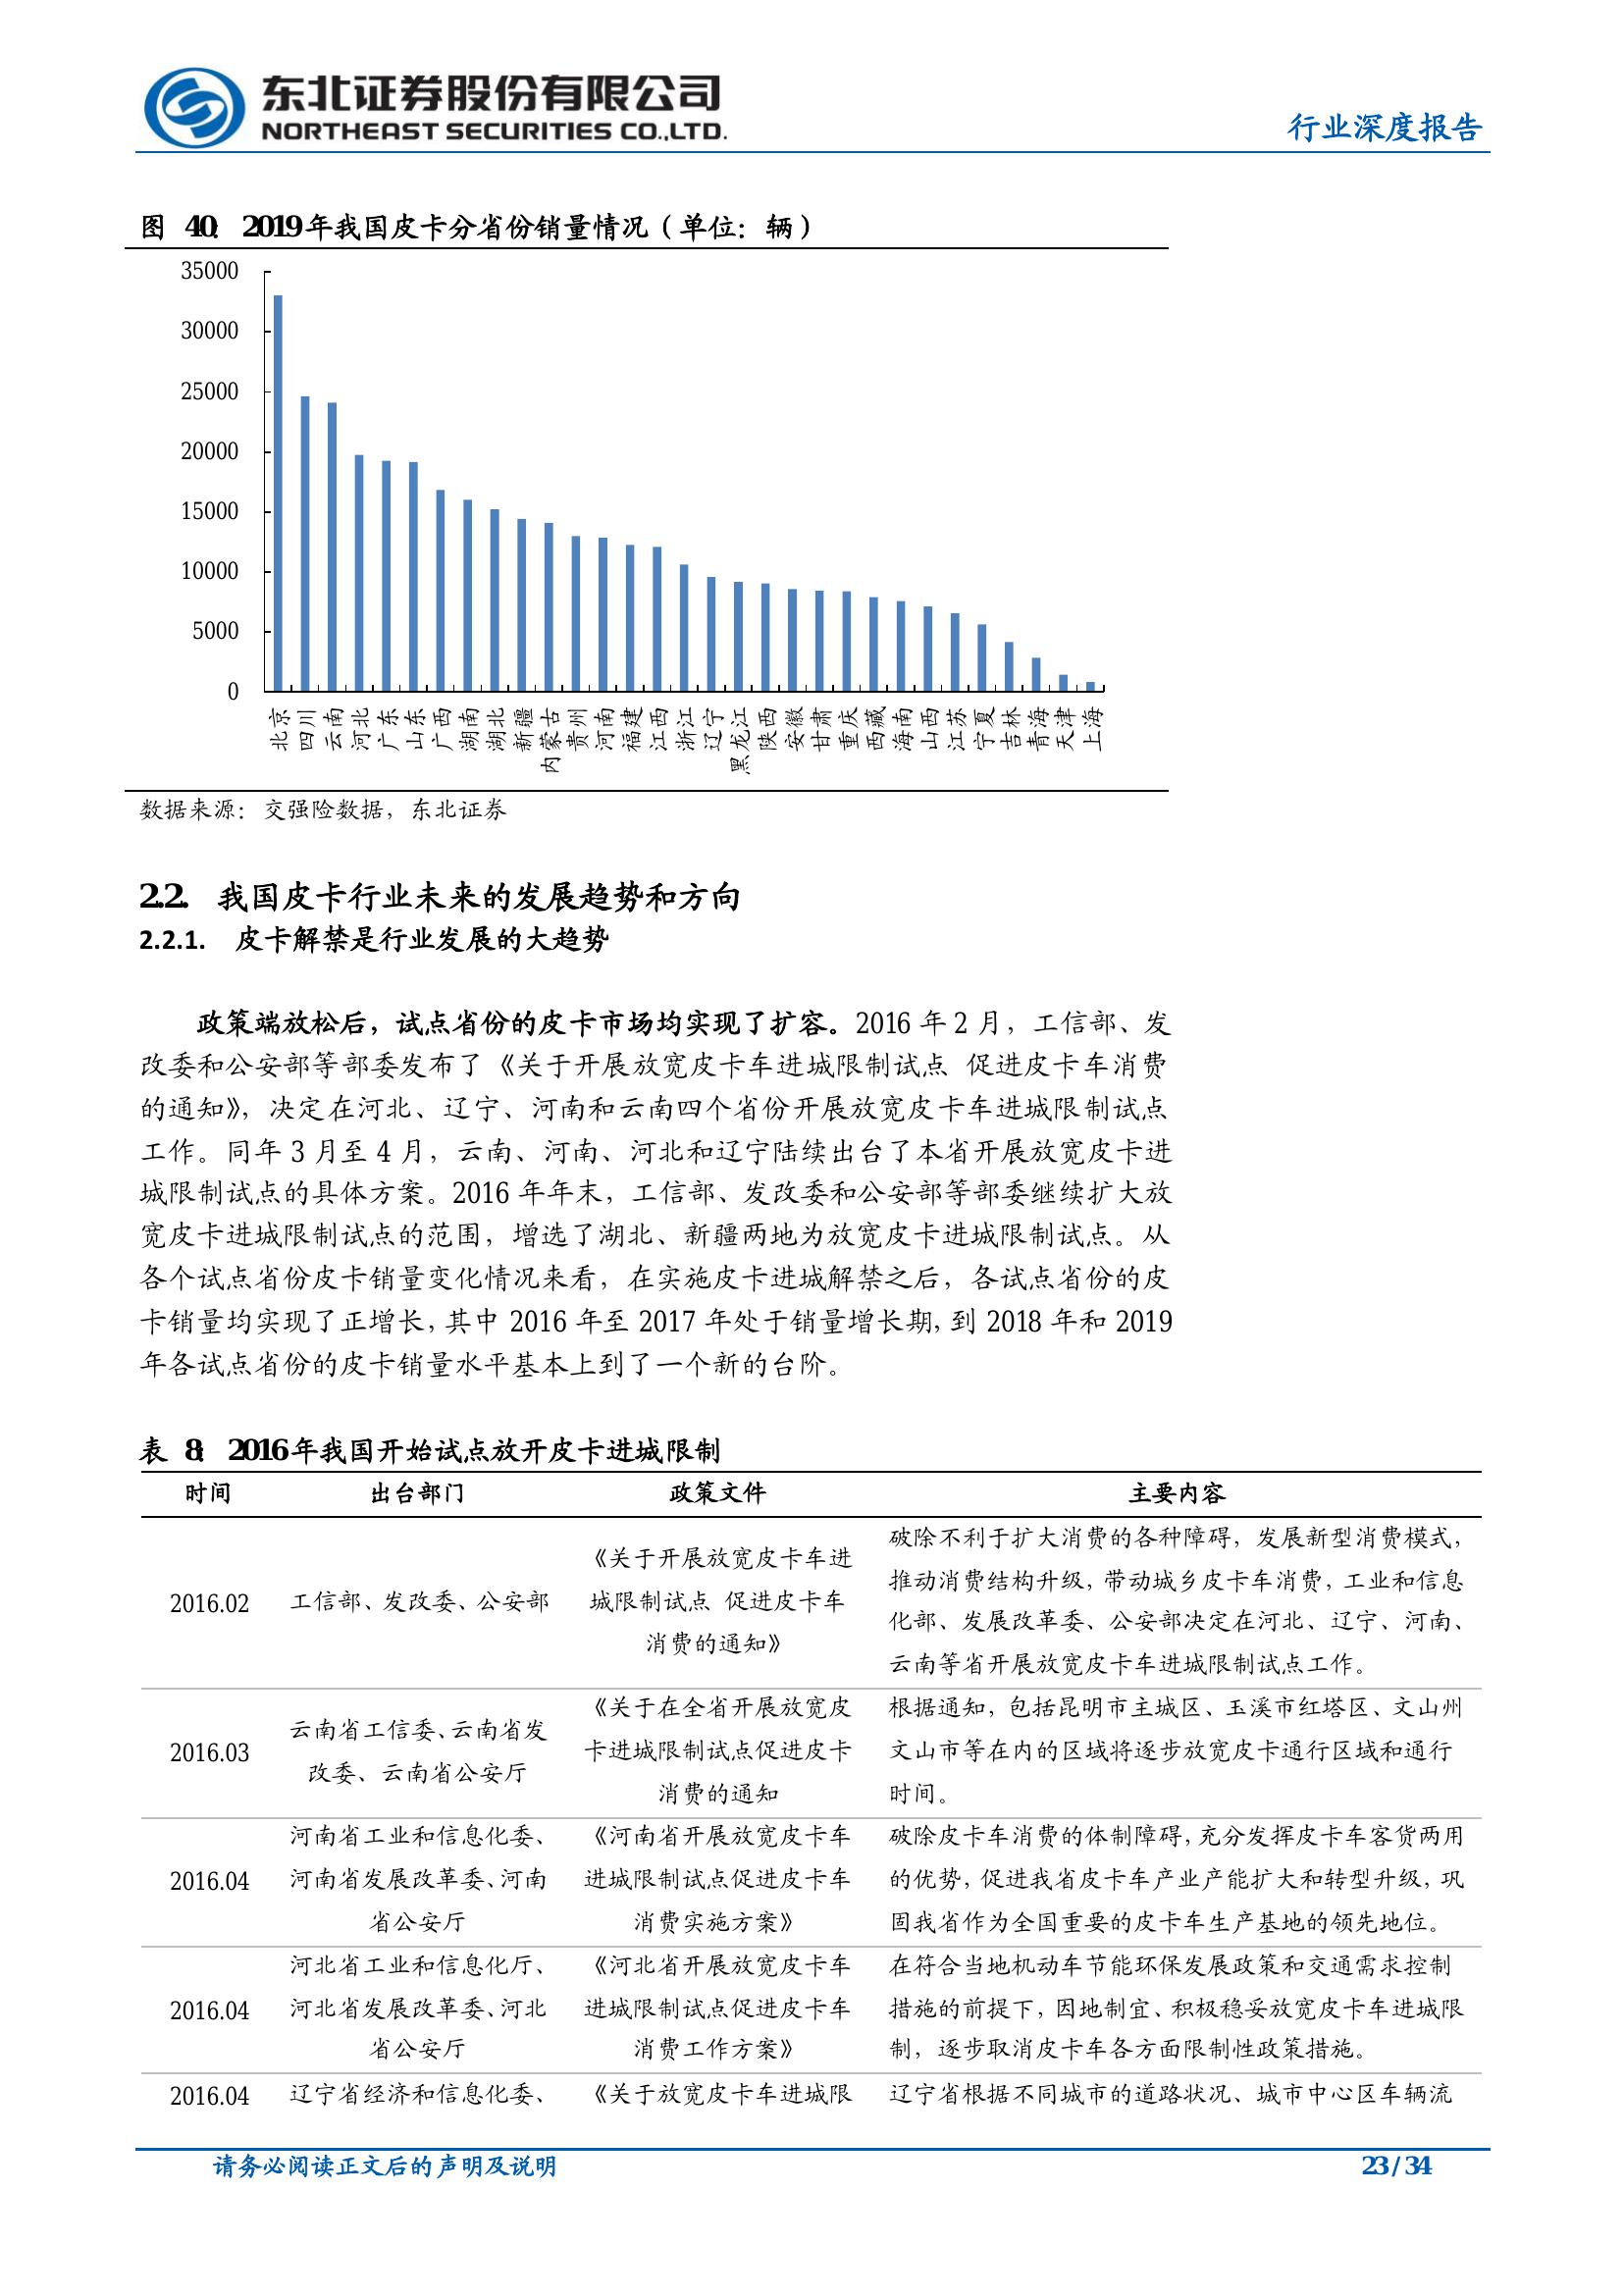 东北证券股份有限公司
NORTHEAST SECURITIES CO.,LTD.
行业深度报告
图 40: 2019年我国皮卡分省份销量情况（单位：辆）
35000
30000
25000
20000
15000
10000
5000
0
北京
四川
云南
河北
广东
山东
广西
湖南
湖北
新疆
内蒙古
贵州
河南
福建
江西
浙江
辽宁
黑龙江
陕西
安徽
甘肃
重庆
西藏
海南
山西
江苏
宁夏
吉林
青海
天津
上海
数据来源：交强险数据，东北证券
2.2. 我国皮卡行业未来的发展趋势和方向
2.2.1. 皮卡解禁是行业发展的大趋势
政策端放松后，试点省份的皮卡市场均实现了扩容。2016 年 2 月，工信部、发
改委和公安部等部委发布了《关于开展放宽皮卡车进城限制试点 促进皮卡车消费
的通知》，决定在河北、辽宁、河南和云南四个省份开展放宽皮卡车进城限制试点
工作。同年 3 月至 4 月，云南、河南、河北和辽宁陆续出台了本省开展放宽皮卡进
城限制试点的具体方案。2016 年年末，工信部、发改委和公安部等部委继续扩大放
宽皮卡进城限制试点的范围，增选了湖北、新疆两地为放宽皮卡进城限制试点。从
各个试点省份皮卡销量变化情况来看，在实施皮卡进城解禁之后，各试点省份的皮
卡销量均实现了正增长，其中 2016 年至 2017 年处于销量增长期，到 2018 年和 2019
年各试点省份的皮卡销量水平基本上到了一个新的台阶。
表 8: 2016年我国开始试点放开皮卡进城限制
时间 出台部门 政策文件 主要内容
2016.02
工信部、发改委、公安部
《关于开展放宽皮卡车进
城限制试点 促进皮卡车
消费的通知》
破除不利于扩大消费的各种障碍，发展新型消费模式，
推动消费结构升级，带动城乡皮卡车消费，工业和信息
化部、发展改革委、公安部决定在河北、辽宁、河南、
云南等省开展放宽皮卡车进城限制试点工作。
2016.03
云南省工信委、云南省发
改委、云南省公安厅
《关于在全省开展放宽皮
卡进城限制试点促进皮卡
消费的通知
根据通知，包括昆明市主城区、玉溪市红塔区、文山州
文山市等在内的区域将逐步放宽皮卡通行区域和通行
时间。
2016.04
河南省工业和信息化委、
河南省发展改革委、河南
省公安厅
《河南省开展放宽皮卡车
进城限制试点促进皮卡车
消费实施方案》
破除皮卡车消费的体制障碍，充分发挥皮卡车客货两用
的优势，促进我省皮卡车产业产能扩大和转型升级，巩
固我省作为全国重要的皮卡车生产基地的领先地位。
2016.04
河北省工业和信息化厅、
河北省发展改革委、河北
省公安厅
《河北省开展放宽皮卡车
进城限制试点促进皮卡车
消费工作方案》
在符合当地机动车节能环保发展政策和交通需求控制
措施的前提下，因地制宜、积极稳妥放宽皮卡车进城限
制，逐步取消皮卡车各方面限制性政策措施。
2016.04
辽宁省经济和信息化委、
《关于放宽皮卡车进城限
辽宁省根据不同城市的道路状况、城市中心区车辆流
请务必阅读正文后的声明及说明
23 / 34